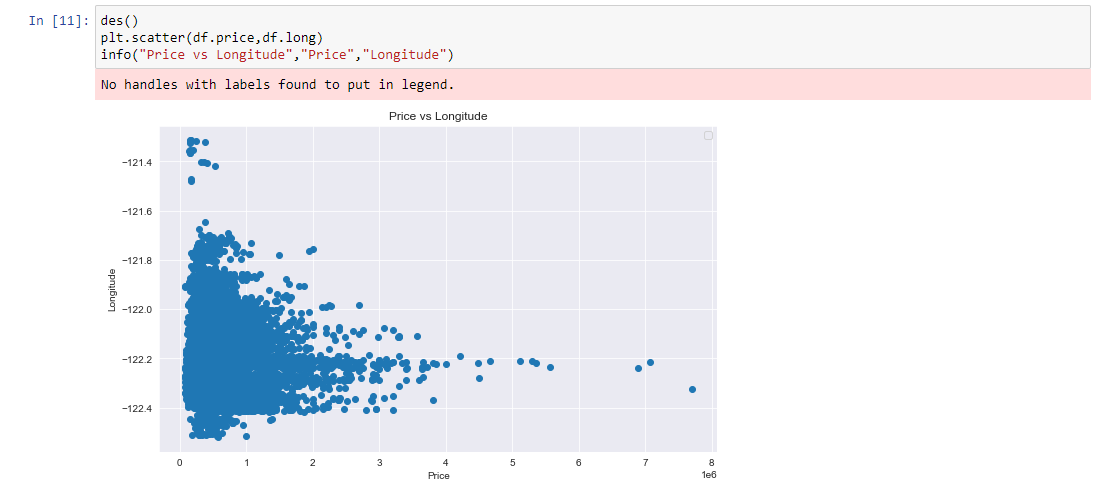 In [11]: des()
plt.scatter(df.price,df.long)
info("Price vs Longitude","Price","Longitude")
No handles with labels found to put in legend.
Price vs Longitude
−121.4
−121.6
−121.8
−122.0
−122.2
−122.4
Longitude
0 1 2 3 4 5 6 7 8
Price 1e6